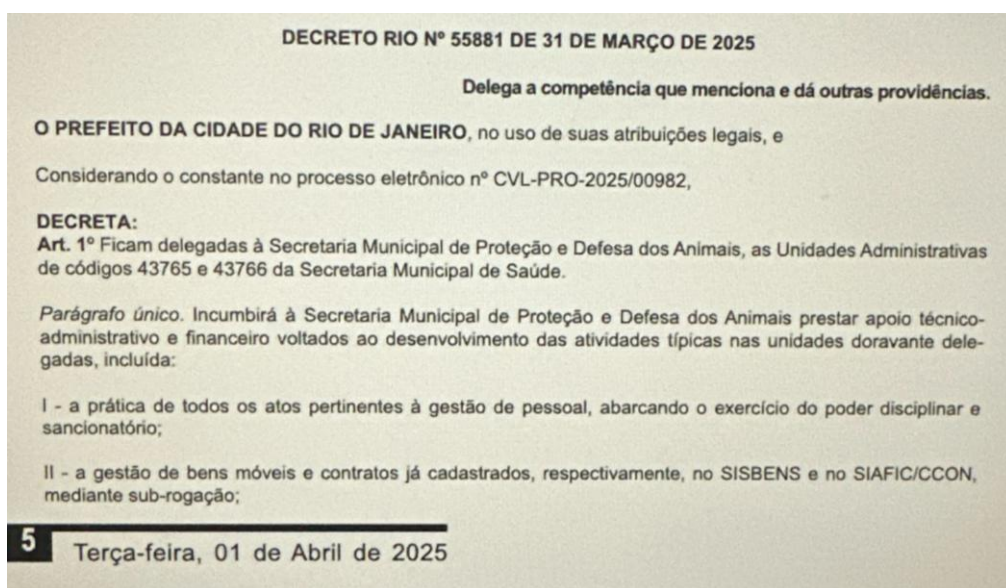 DECRETO RIO Nº 55881 DE 31 DE MARÇO DE 2025
Delega a competência que menciona e dá outras providências.
O PREFEITO DA CIDADE DO RIO DE JANEIRO, no uso de suas atribuições legais, e
Considerando o constante no processo eletrônico nº CVL-PRO-2025/00982,
DECRETA:
Art. 1º Ficam delegadas à Secretaria Municipal de Proteção e Defesa dos Animais, as Unidades Administrativas
de códigos 43765 e 43766 da Secretaria Municipal de Saúde.
Parágrafo único. Incumbirá à Secretaria Municipal de Proteção e Defesa dos Animais prestar apoio técnico-
administrativo e financeiro voltados ao desenvolvimento das atividades típicas nas unidades doravante dele-
gadas, incluída:
I - a prática de todos os atos pertinentes à gestão de pessoal, abarcando o exercício do poder disciplinar e
sancionatório;
II - a gestão de bens móveis e contratos já cadastrados, respectivamente, no SISBENS e no SIAFIC/CCON,
mediante sub-rogação;
5
Terça-feira, 01 de Abril de 2025